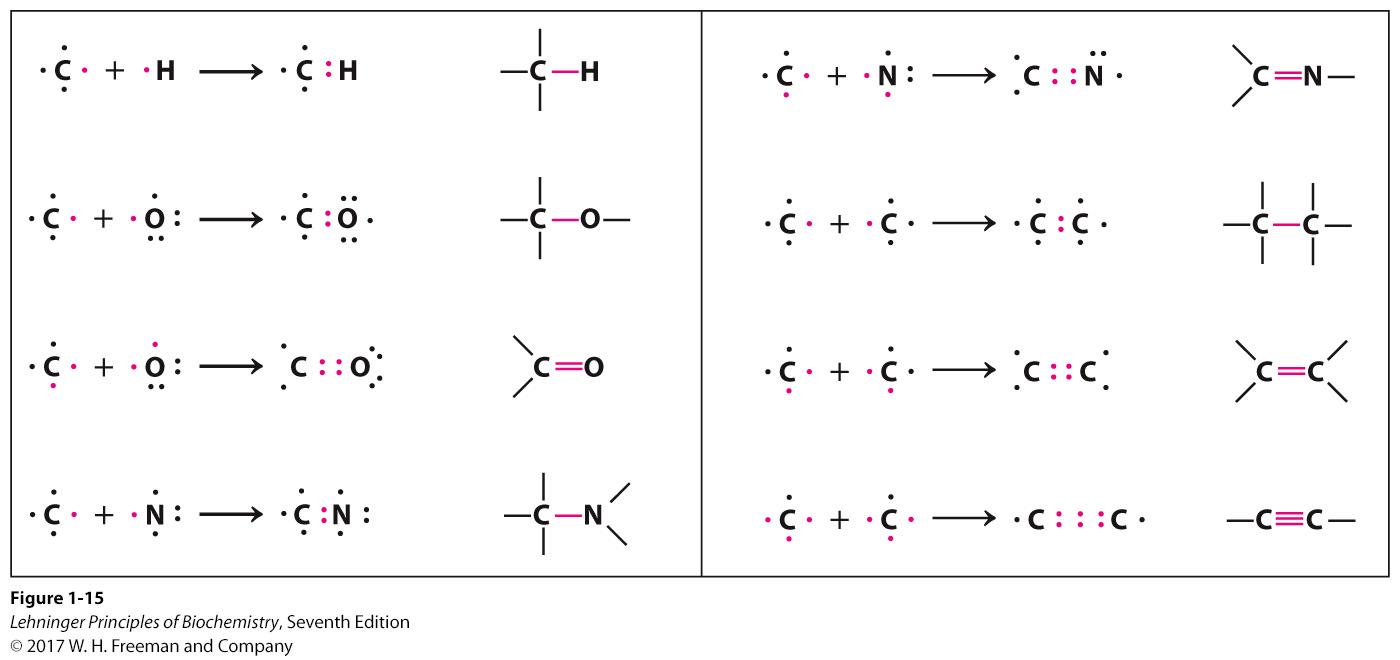 C + H → C : H C—H
C + O → C : O C—O—
C + O → C :: O C=O
C + N → C : N C—N
C + N → C :: N C=N—
C + C → C : C C—C
C + C → C :: C C=C
C + C → C ::: C —C≡C—
Figure 1-15
Lehninger Principles of Biochemistry, Seventh Edition
© 2017 W. H. Freeman and Company